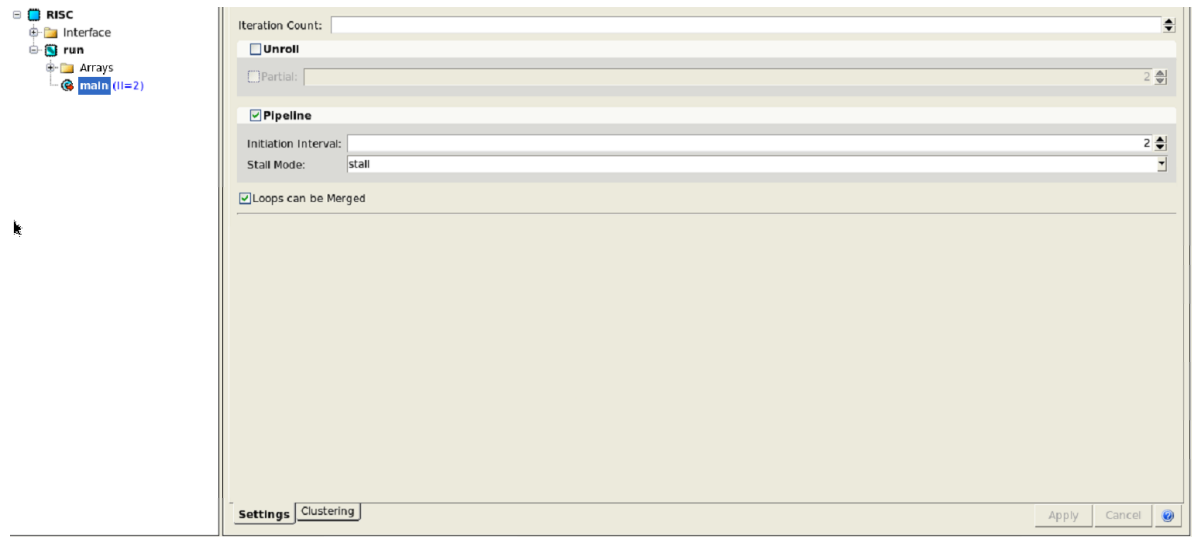 RISC
Interface
run
Arrays
main (II=2)
Iteration Count:
Unroll
Partial: 2
Pipeline
Initiation Interval: 2
Stall Mode: stall
Loops can be Merged
Settings Clustering
Apply Cancel